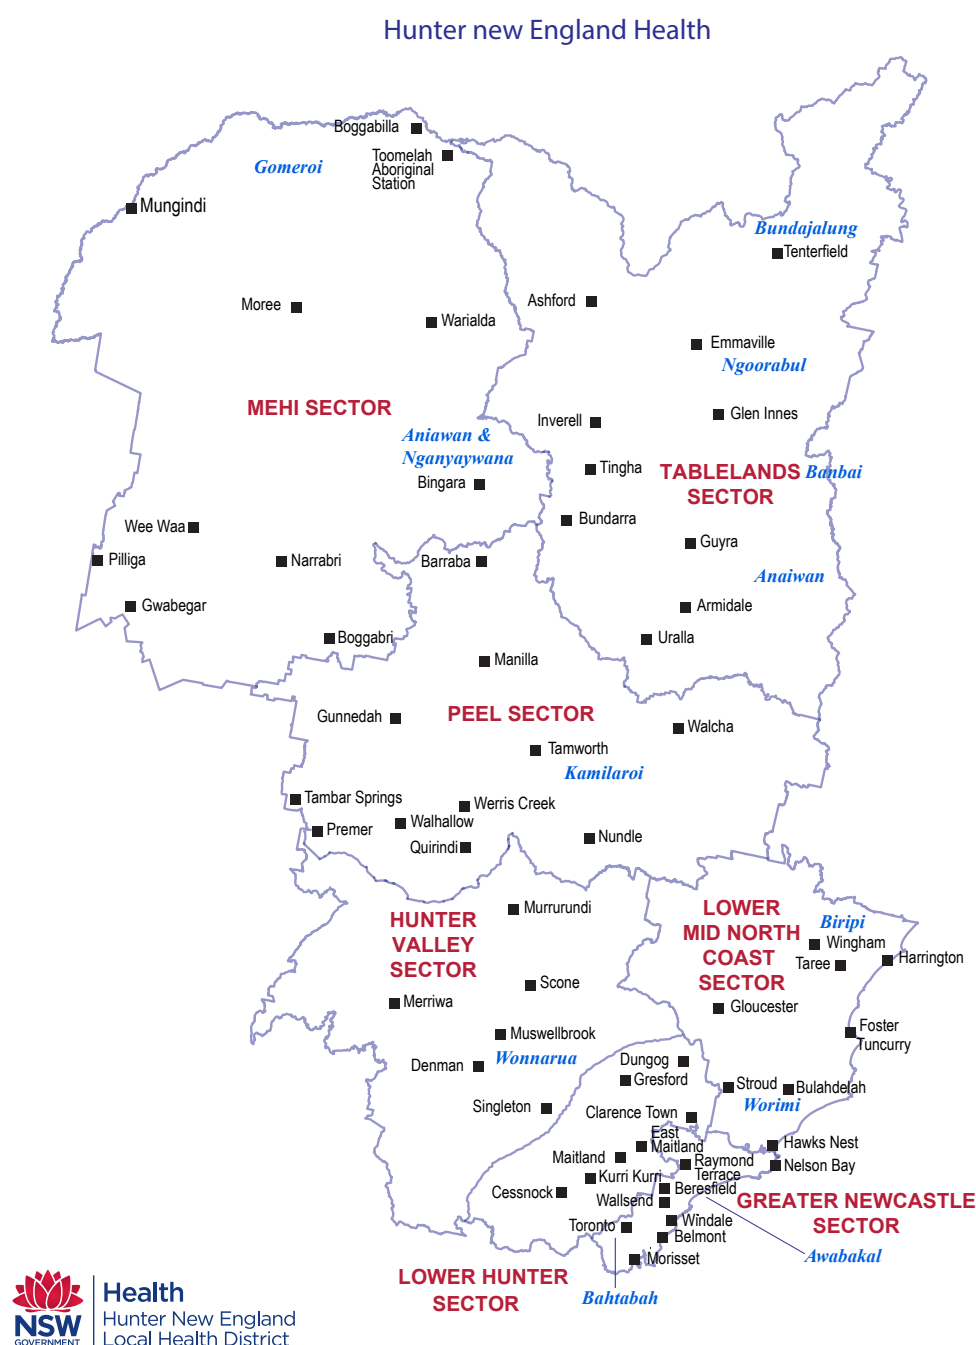 Hunter new England Health
Boggabilla
Toomelah
Aboriginal
Station
Gomeroi
Mungindi
Bundajalung
Tenterfield
Moree
Warialda
Ashford
Emmaville
Ngoorabul
MEHI SECTOR
Glen Innes
Inverell
Aniawan &
Nganyaywana
Bingara
Tingha
TABLELANDS
SECTOR
Banbai
Wee Waa
Bundarra
Guyra
Pilliga
Narrabri
Barraba
Anaiwan
Gwabegar
Armidale
Boggabri
Uralla
Manilla
Gunnedah
PEEL SECTOR
Walcha
Tamworth
Kamilaroi
Tambar Springs
Werris Creek
Premer
Walhallow
Quirindi
Nundle
Murrurundi
HUNTER
VALLEY
SECTOR
LOWER
MID NORTH
COAST
SECTOR
Biripi
Wingham
Taree
Harrington
Scone
Merriwa
Gloucester
Muswellbrook
Foster
Tuncurry
Wonnarua
Denman
Dungog
Gresford
Stroud
Bulahdelah
Worimi
Singleton
Clarence Town
East
Maitland
Hawks Nest
Maitland
Raymond
Terrace
Nelson Bay
Kurri Kurri
Beresfield
Cessnock
Wallsend
GREATER NEWCASTLE
SECTOR
Toronto
Windale
Belmont
Morisset
Awabakal
LOWER HUNTER
SECTOR
Bahtabah
NSW
GOVERNMENT
Health
Hunter New England
Local Health District